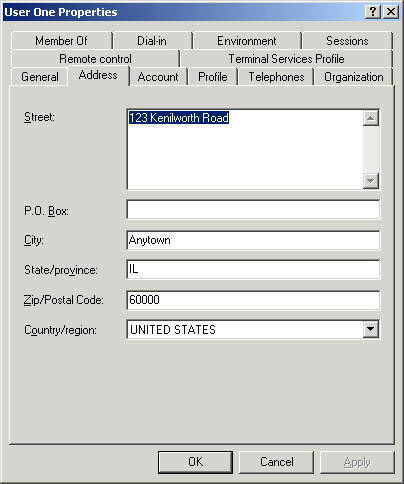 User One Properties
Member Of Dial-in Environment Sessions
Remote control Terminal Services Profile
General Address Account Profile Telephones Organization
Street: 123 Kenilworth Road
P.O. Box:
City: Anytown
State/province: IL
Zip/Postal Code: 60000
Country/region: UNITED STATES
OK Cancel Apply